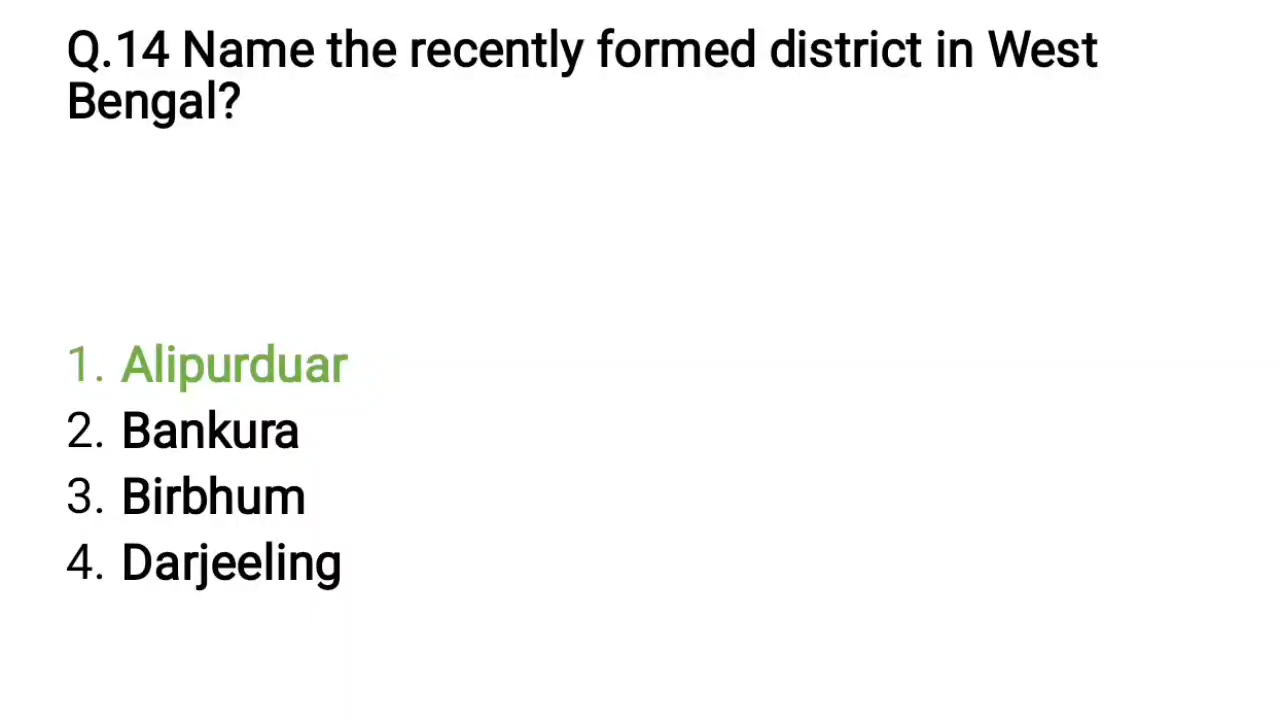 Q.14 Name the recently formed district in West
Bengal?
1. Alipurduar
2. Bankura
3. Birbhum
4. Darjeeling